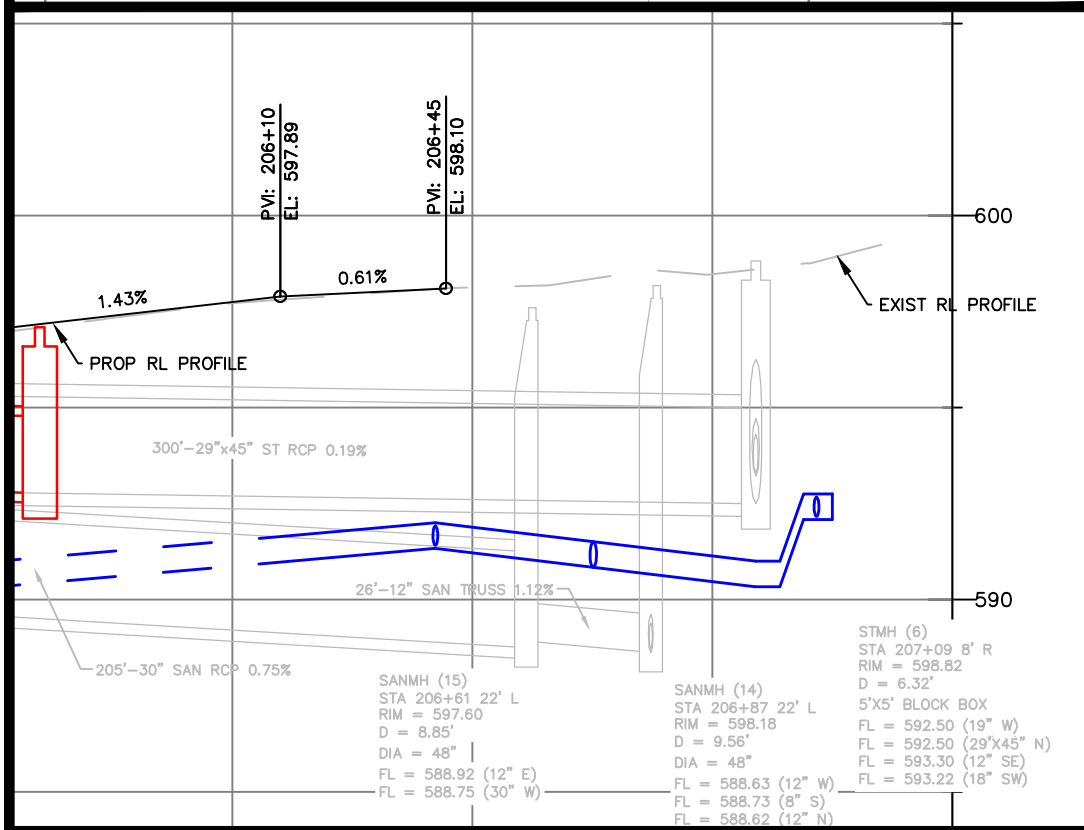 PVI: 206+10
EL: 597.89
PVI: 206+45
EL: 598.10
600
1.43%
0.61%
EXIST RL PROFILE
PROP RL PROFILE
300'-29"x45" ST RCP 0.19%
26'-12" SAN TRUSS 1.12%
590
205'-30" SAN RCP 0.75%
SANMH (15)
STA 206+61 22' L
RIM = 597.60
D = 8.85'
DIA = 48"
FL = 588.92 (12" E)
FL = 588.75 (30" W)
SANMH (14)
STA 206+87 22' L
RIM = 598.18
D = 9.56'
DIA = 48"
FL = 588.63 (12" W)
FL = 588.73 (8" S)
FL = 588.62 (12" N)
STMH (6)
STA 207+09 8' R
RIM = 598.82
D = 6.32'
5'X5' BLOCK BOX
FL = 592.50 (19" W)
FL = 592.50 (29"X45" N)
FL = 593.30 (12" SE)
FL = 593.22 (18" SW)